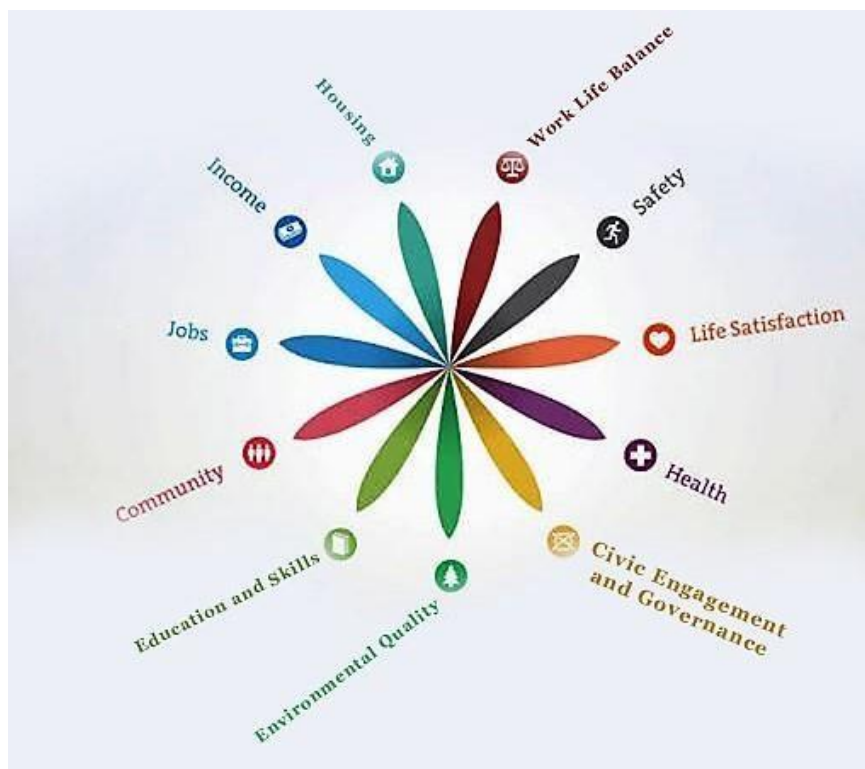 Housing
Work Life Balance
Income
Safety
Jobs
Life Satisfaction
Community
Health
Education and Skills
Civic Engagement
and Governance
Environmental Quality